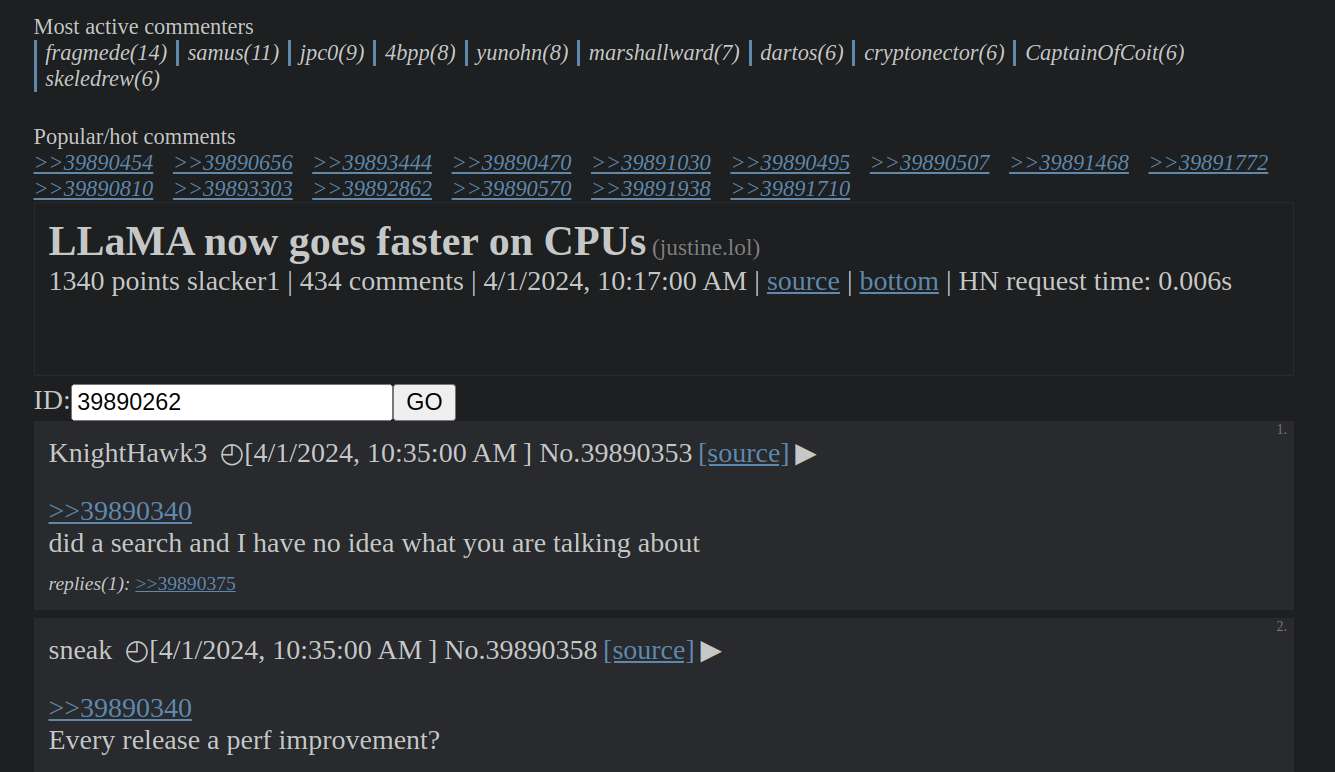 Most active commenters
fragmede(14) samus(11) jpc0(9) 4bpp(8) yunohn(8) marshallward(7) dartos(6) cryptonector(6) CaptainOfCoit(6)
skeledrew(6)
Popular/hot comments
>>39890454 >>39890656 >>39893444 >>39890470 >>39891030 >>39890495 >>39890507 >>39891468 >>39891772
>>39890810 >>39893303 >>39892862 >>39890570 >>39891938 >>39891710
LLaMA now goes faster on CPUs (justine.lol)
1340 points slacker1 | 434 comments | 4/1/2024, 10:17:00 AM | source | bottom | HN request time: 0.006s
ID: 39890262 GO
1.
KnightHawk3 ◴[4/1/2024, 10:35:00 AM ] No.39890353 [source] ▶
>>39890340
did a search and I have no idea what you are talking about
replies(1): >>39890375
2.
sneak ◴[4/1/2024, 10:35:00 AM ] No.39890358 [source] ▶
>>39890340
Every release a perf improvement?